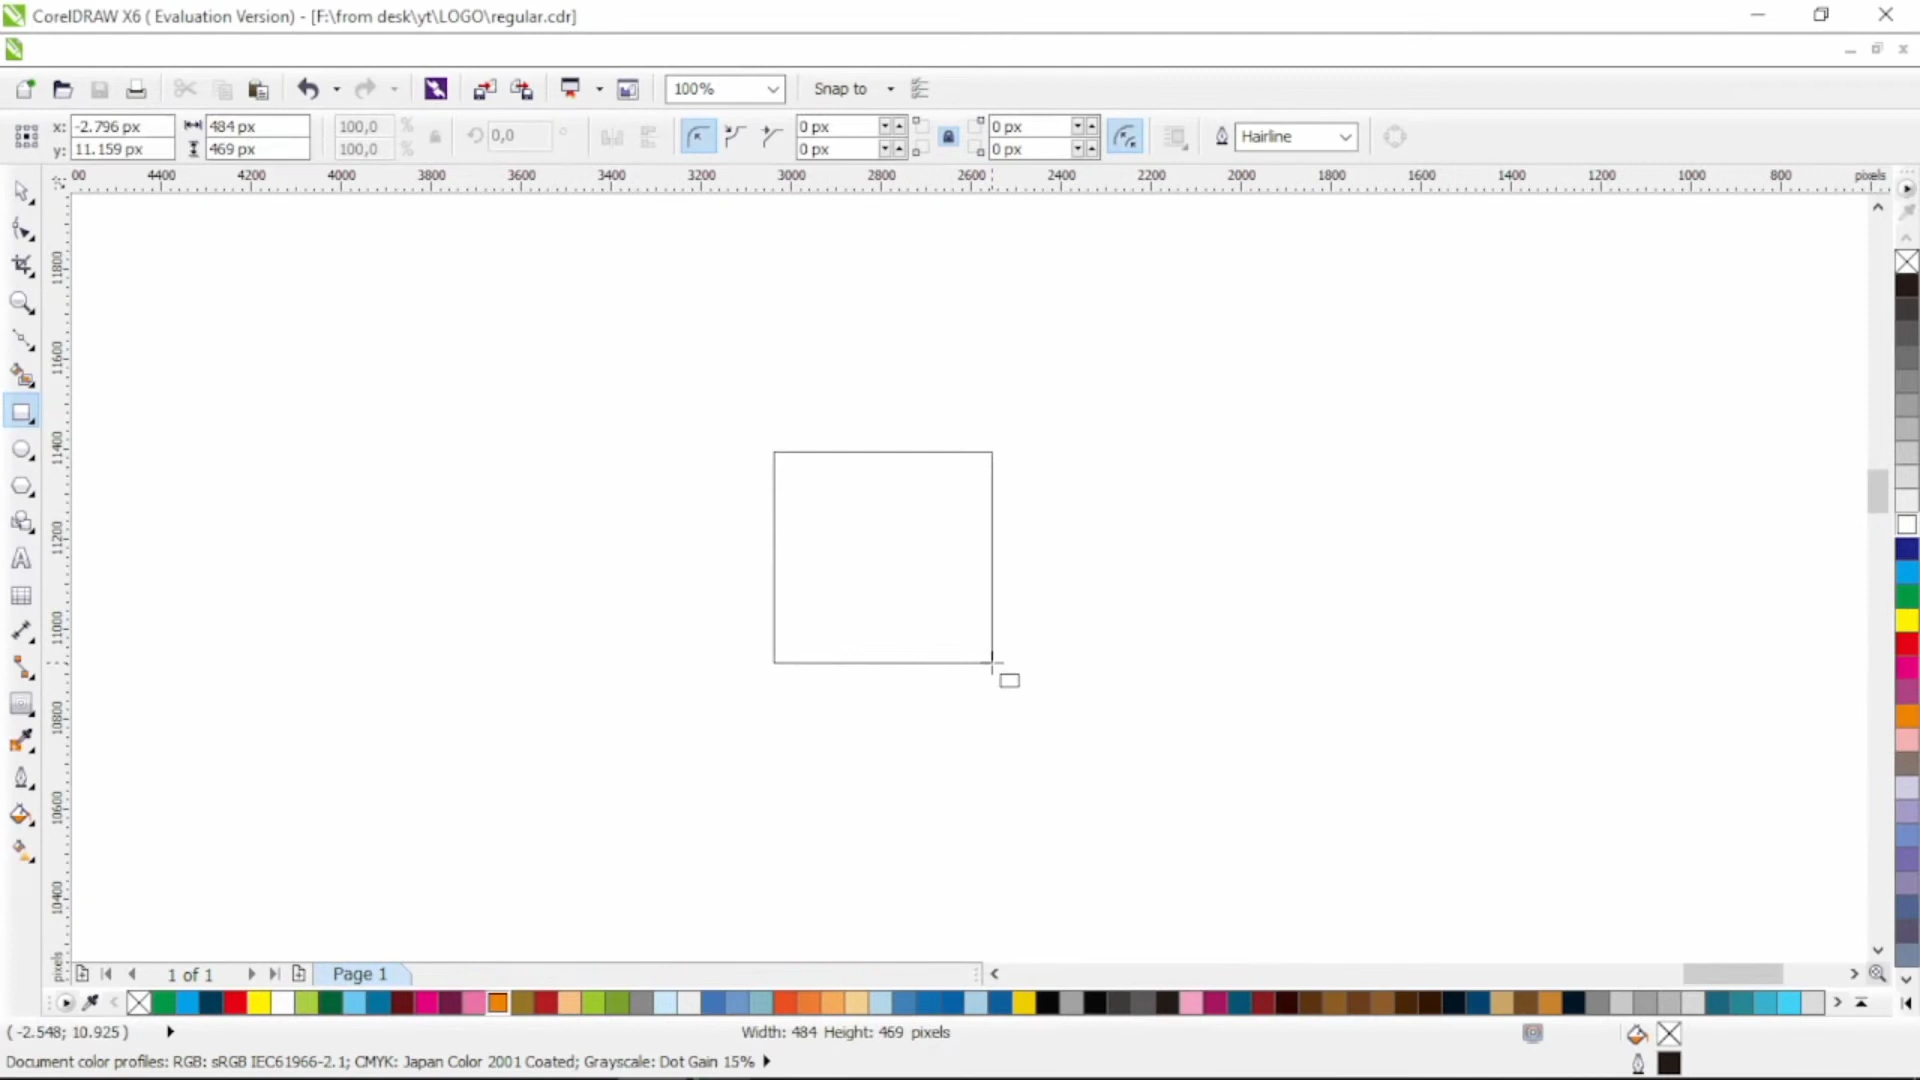 CorelDRAW X6 ( Evaluation Version) - [F:\from desk\yt\LOGO\regular.cdr]
100% Snap to
x: -2.796 px 484 px 100,0 % 0,0 ° 0 px 0 px Hairline
y: 11.159 px 469 px 100,0 % 0 px 0 px
00 4400 4200 4000 3800 3600 3400 3200 3000 2800 2600 2400 2200 2000 1800 1600 1400 1200 1000 800 pixels
11800
11600
11400
11200
11000
10800
10600
10400
pixels
1 of 1 Page 1
( -2.548; 10.925 ) Width: 484 Height: 469 pixels
Document color profiles: RGB: sRGB IEC61966-2.1; CMYK: Japan Color 2001 Coated; Grayscale: Dot Gain 15%